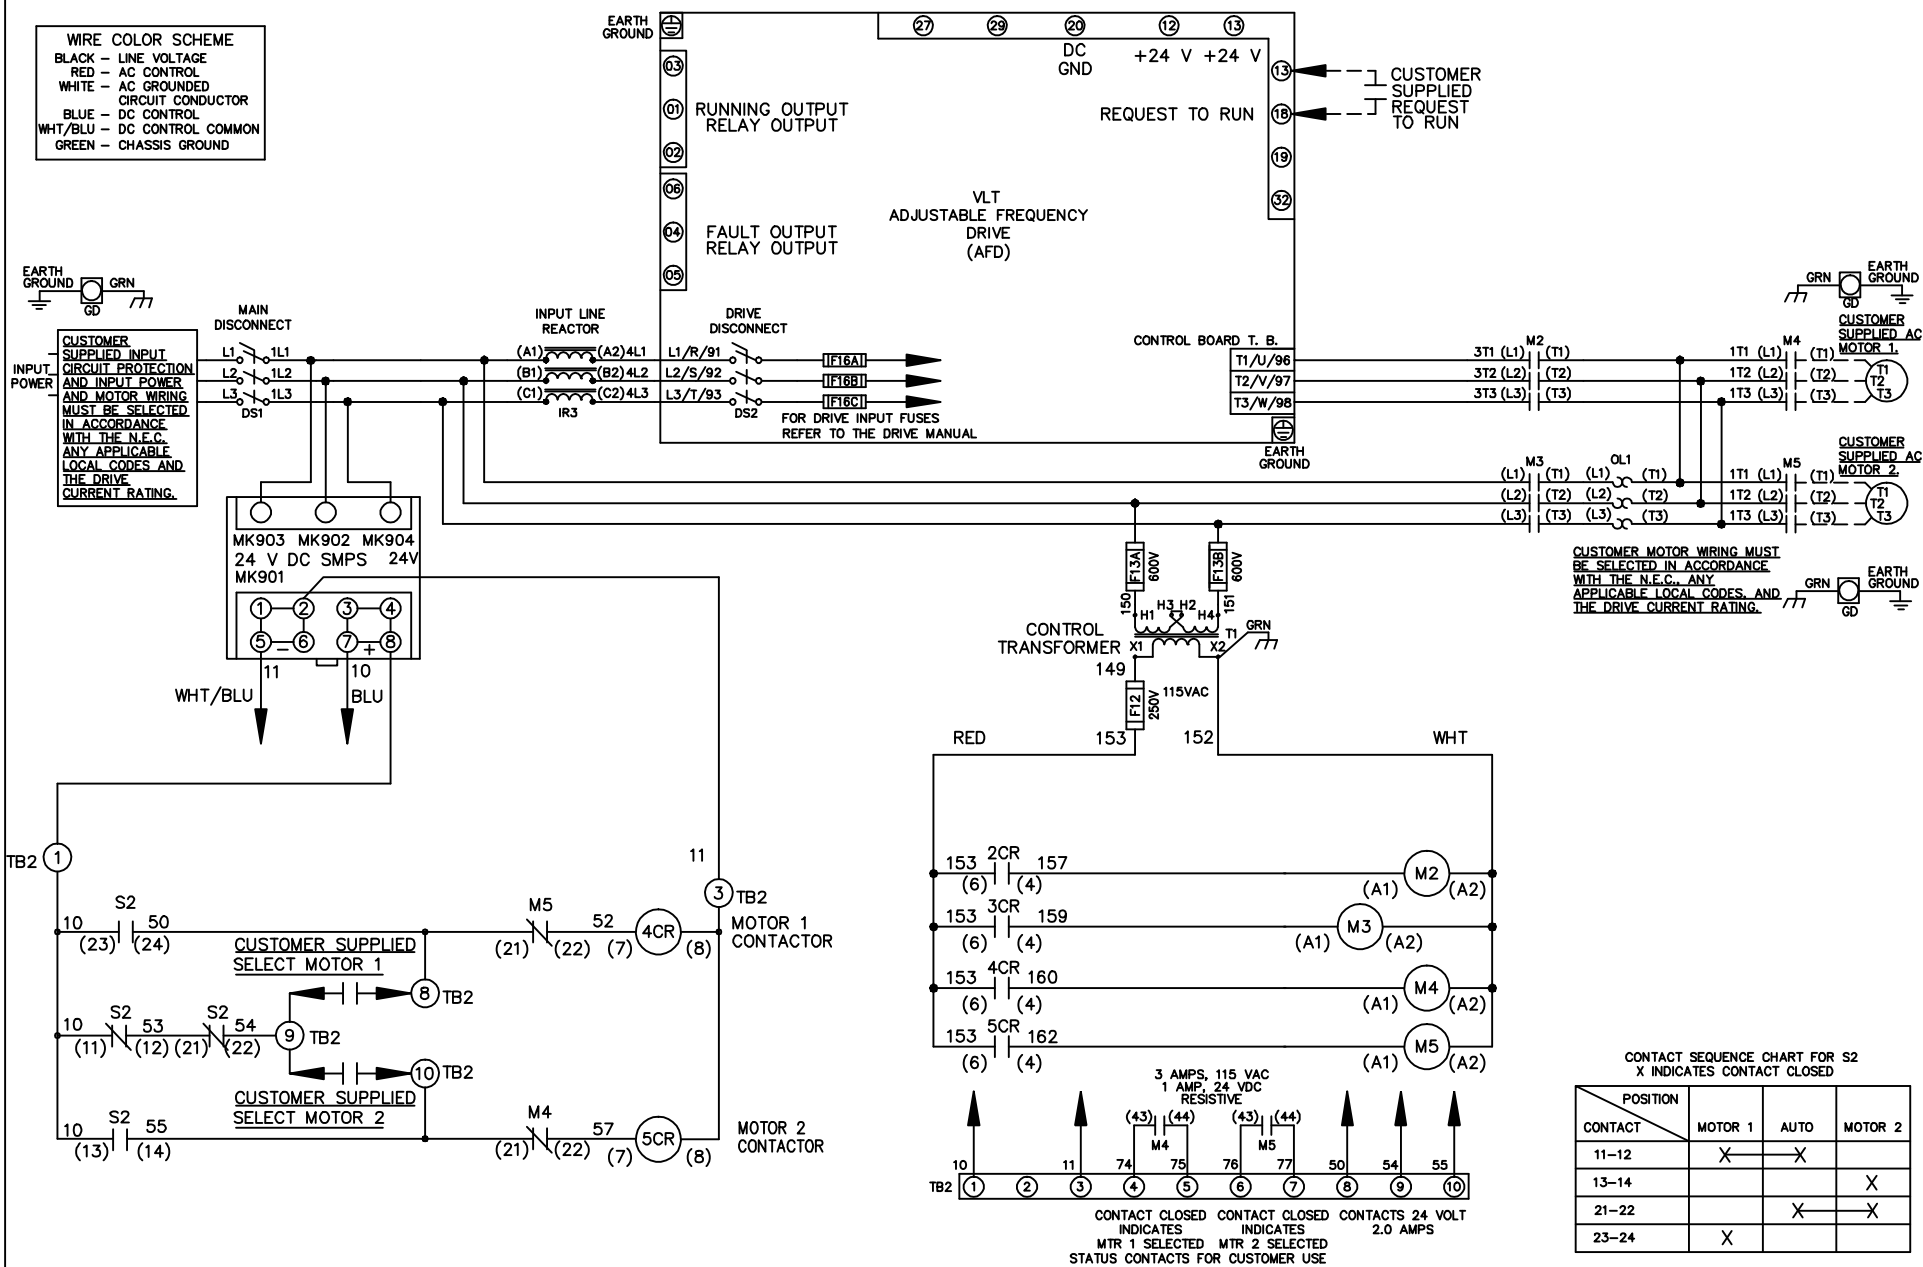 WIRE COLOR SCHEME
BLACK – LINE VOLTAGE
RED – AC CONTROL
WHITE – AC GROUNDED
CIRCUIT CONDUCTOR
BLUE – DC CONTROL
WHT/BLU – DC CONTROL COMMON
GREEN – CHASSIS GROUND
EARTH
GROUND
27 29 20 12 13
DC
GND
+24 V +24 V
03
01
02
RUNNING OUTPUT
RELAY OUTPUT
06
04
05
FAULT OUTPUT
RELAY OUTPUT
13
18
19
32
REQUEST TO RUN
CUSTOMER
SUPPLIED
REQUEST
TO RUN
VLT
ADJUSTABLE FREQUENCY
DRIVE
(AFD)
EARTH
GROUND
GRN
GD
INPUT
POWER
CUSTOMER
SUPPLIED INPUT
CIRCUIT PROTECTION
AND INPUT POWER
AND MOTOR WIRING
MUST BE SELECTED
IN ACCORDANCE
WITH THE N.E.C.
ANY APPLICABLE
LOCAL CODES AND
THE DRIVE
CURRENT RATING.
MAIN
DISCONNECT
L1 1L1
L2 1L2
L3 1L3
DS1
INPUT LINE
REACTOR
(A1) (A2) 4L1
(B1) (B2) 4L2
(C1) (C2) 4L3
IR3
DRIVE
DISCONNECT
L1/R/91
L2/S/92
L3/T/93
DS2
F16A
F16B
F16C
FOR DRIVE INPUT FUSES
REFER TO THE DRIVE MANUAL
CONTROL BOARD T. B.
T1/U/96
T2/V/97
T3/W/98
EARTH
GROUND
M2
3T1 (L1) (T1)
3T2 (L2) (T2)
3T3 (L3) (T3)
M4
1T1 (L1) (T1)
1T2 (L2) (T2)
1T3 (L3) (T3)
GRN
GD
EARTH
GROUND
CUSTOMER
SUPPLIED AC
MOTOR 1.
T1
T2
T3
M3
(L1) (T1)
(L2) (T2)
(L3) (T3)
OL1
(L1) (T1)
(L2) (T2)
(L3) (T3)
M5
1T1 (L1) (T1)
1T2 (L2) (T2)
1T3 (L3) (T3)
CUSTOMER
SUPPLIED AC
MOTOR 2.
T1
T2
T3
CUSTOMER MOTOR WIRING MUST
BE SELECTED IN ACCORDANCE
WITH THE N.E.C., ANY
APPLICABLE LOCAL CODES, AND
THE DRIVE CURRENT RATING.
GRN
GD
EARTH
GROUND
MK903 MK902 MK904
24 V DC SMPS 24V
MK901
1 2 3 4
5 – 6 7 + 8
11 10
WHT/BLU BLU
F13A
600V
F13B
600V
150
151
H1 H3 H2 H4
CONTROL
TRANSFORMER
X1 X2
T1
GRN
149
F12
250V
115VAC
153 152
RED WHT
TB2 1
11
3 TB2
S2
10 50
(23) (24)
M5
52
(21) (22)
(7) 4CR (8)
MOTOR 1
CONTACTOR
CUSTOMER SUPPLIED
SELECT MOTOR 1
8 TB2
S2 S2
10 53 54
(11) (12) (21) (22)
9 TB2
10 TB2
CUSTOMER SUPPLIED
SELECT MOTOR 2
S2
10 55
(13) (14)
M4
57
(21) (22)
(7) 5CR (8)
MOTOR 2
CONTACTOR
153 2CR 157
(6) (4)
(A1) M2 (A2)
153 3CR 159
(6) (4)
(A1) M3 (A2)
153 4CR 160
(6) (4)
(A1) M4 (A2)
153 5CR 162
(6) (4)
(A1) M5 (A2)
3 AMPS, 115 VAC
1 AMP, 24 VDC
RESISTIVE
(43) (44) (43) (44)
M4 M5
10 11 74 75 76 77 50 54 55
TB2 1 2 3 4 5 6 7 8 9 10
CONTACT CLOSED
INDICATES
MTR 1 SELECTED
CONTACT CLOSED
INDICATES
MTR 2 SELECTED
STATUS CONTACTS FOR CUSTOMER USE
CONTACTS 24 VOLT
2.0 AMPS
CONTACT SEQUENCE CHART FOR S2
X INDICATES CONTACT CLOSED
POSITION
CONTACT MOTOR 1 AUTO MOTOR 2
11–12 X X
13–14 X
21–22 X X
23–24 X